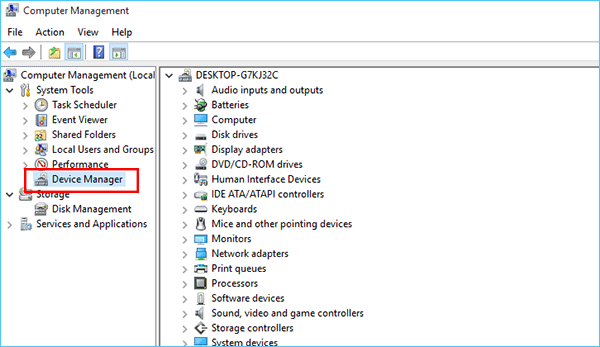 Computer Management
File Action View Help
Computer Management (Local
System Tools
Task Scheduler
Event Viewer
Shared Folders
Local Users and Groups
Performance
Device Manager
Storage
Disk Management
Services and Applications
DESKTOP-G7KJ32C
Audio inputs and outputs
Batteries
Computer
Disk drives
Display adapters
DVD/CD-ROM drives
Human Interface Devices
IDE ATA/ATAPI controllers
Keyboards
Mice and other pointing devices
Monitors
Network adapters
Print queues
Processors
Software devices
Sound, video and game controllers
Storage controllers
System devices